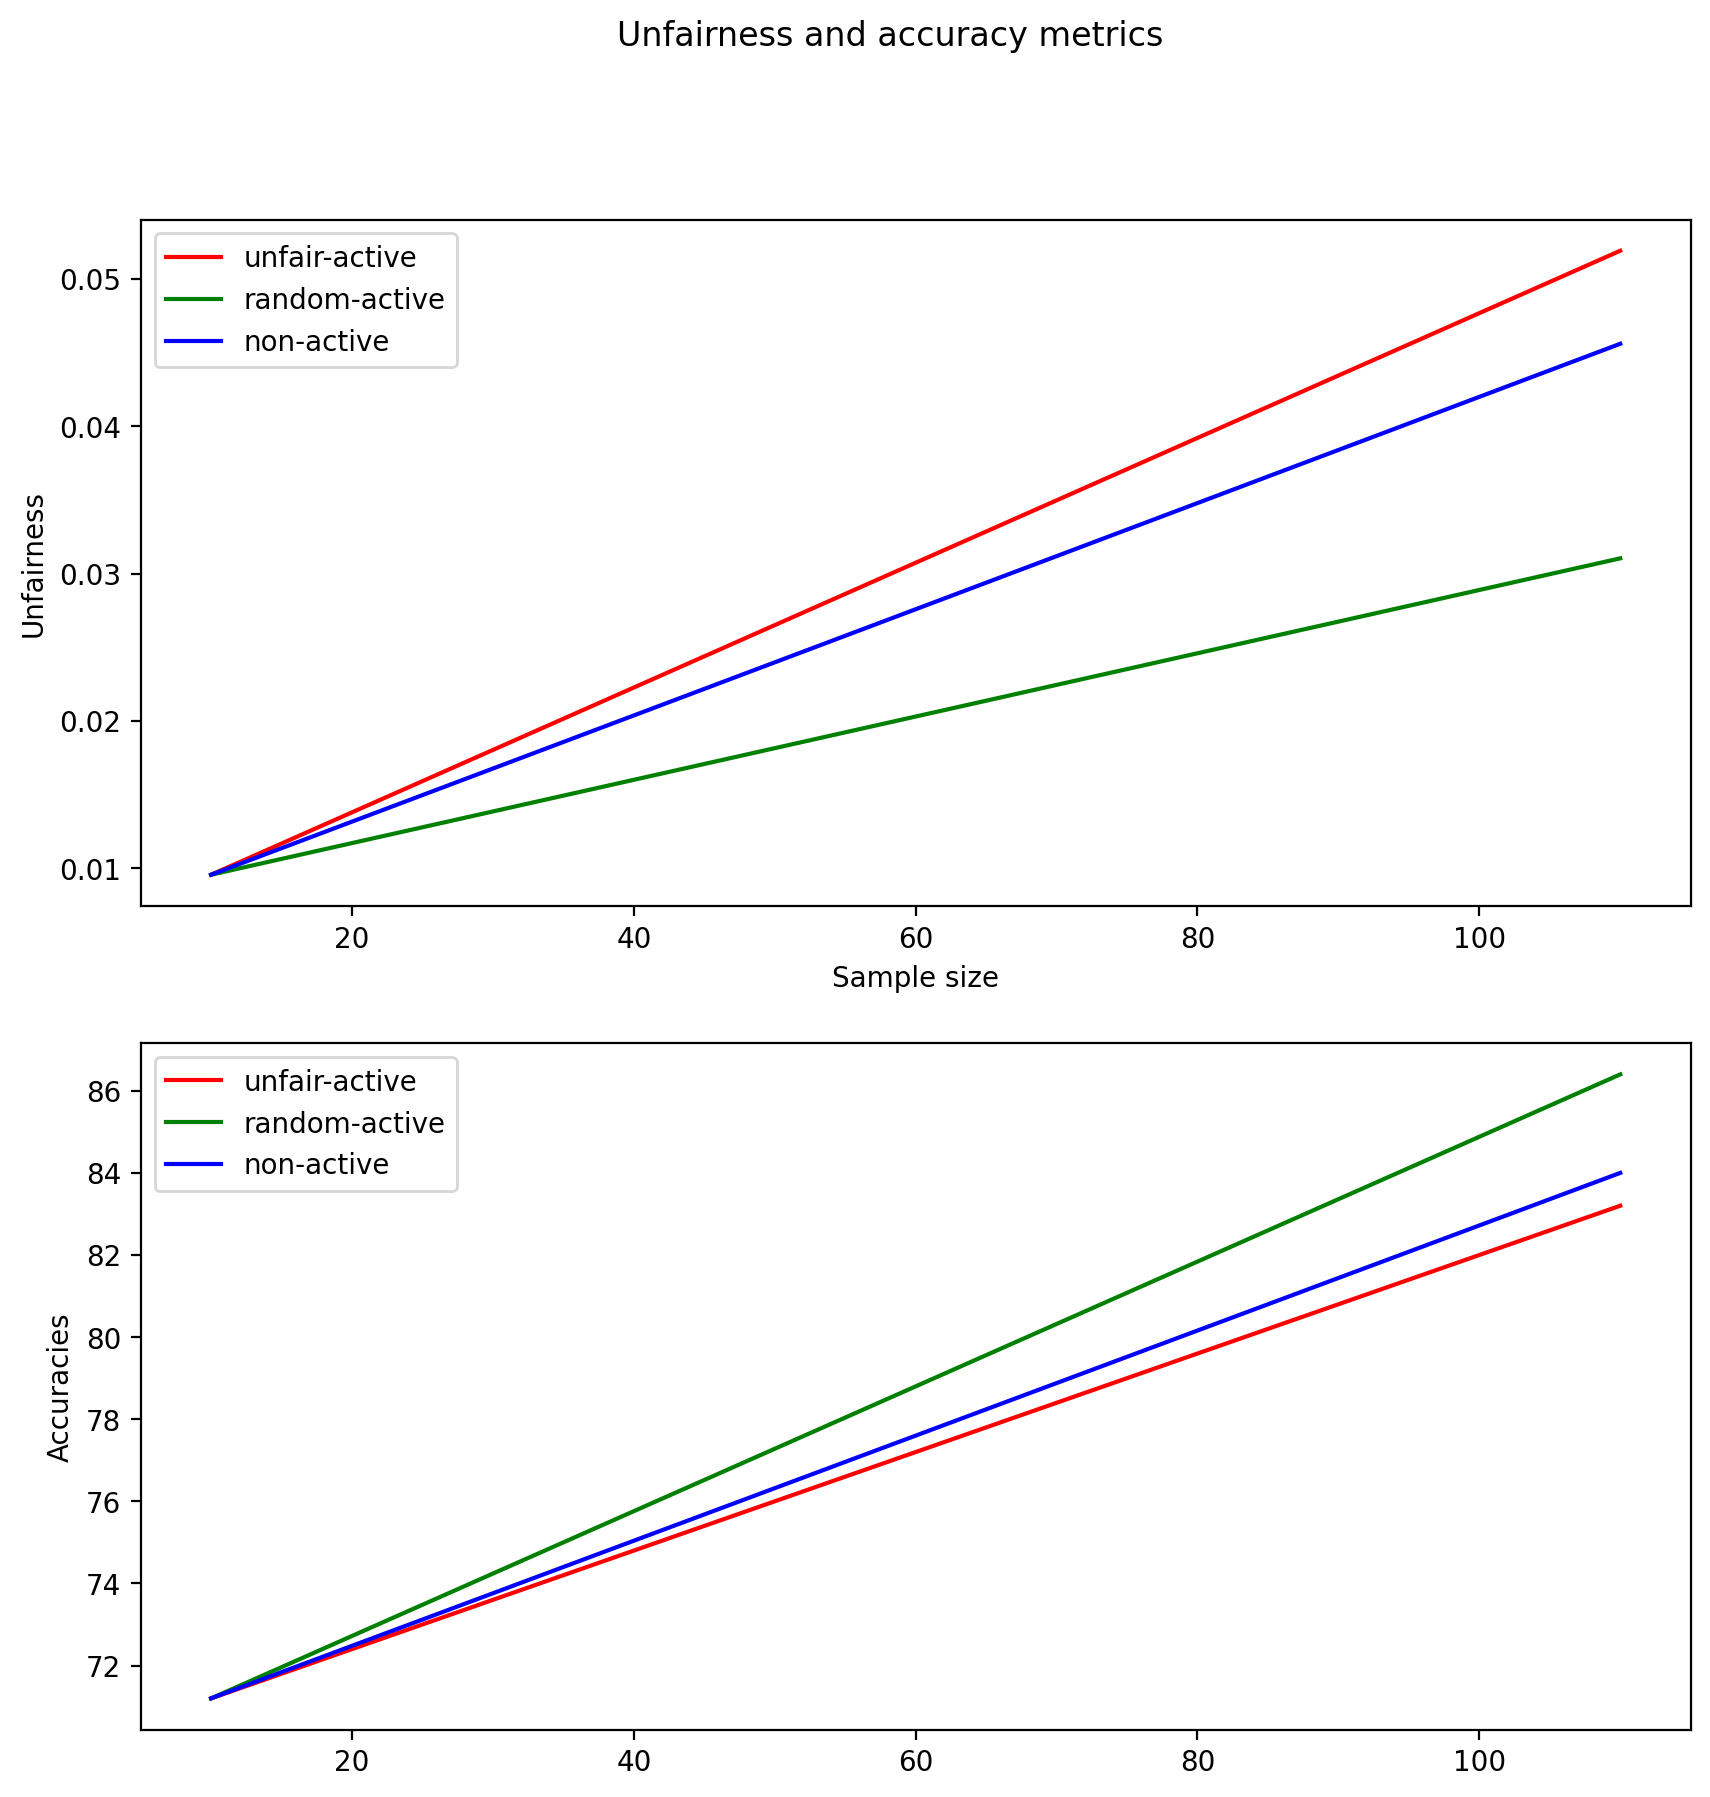 Unfairness and accuracy metrics
unfair-active
random-active
non-active
0.05
0.04
0.03
0.02
0.01
Unfairness
20 40 60 80 100
Sample size
unfair-active
random-active
non-active
86
84
82
80
78
76
74
72
Accuracies
20 40 60 80 100